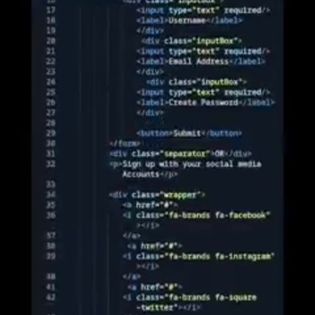 16 <div class="inputBox">
17 <input type="text" required/>
18 <label>Username</label>
19 </div>
20 <div class="inputBox">
21 <input type="text" required/>
22 <label>Email Address</label>
23 </div>
24 <div class="inputBox">
25 <input type="text" required/>
26 <label>Create Password</label>
27 </div>
28
29 <button>Submit</button>
30 </form>
31 <div class="separator">OR</div>
32 <p>Sign up with your social media
Accounts</p>
33
34 <div class="wrapper">
35 <a href="#">
36 <i class="fa-brands fa-facebook"
></i>
37 </a>
38 <a href="#">
39 <i class="fa-brands fa-instagram"
></i>
40 </a>
41 <a href="#">
42 <i class="fa-brands fa-square
-twitter"></i>